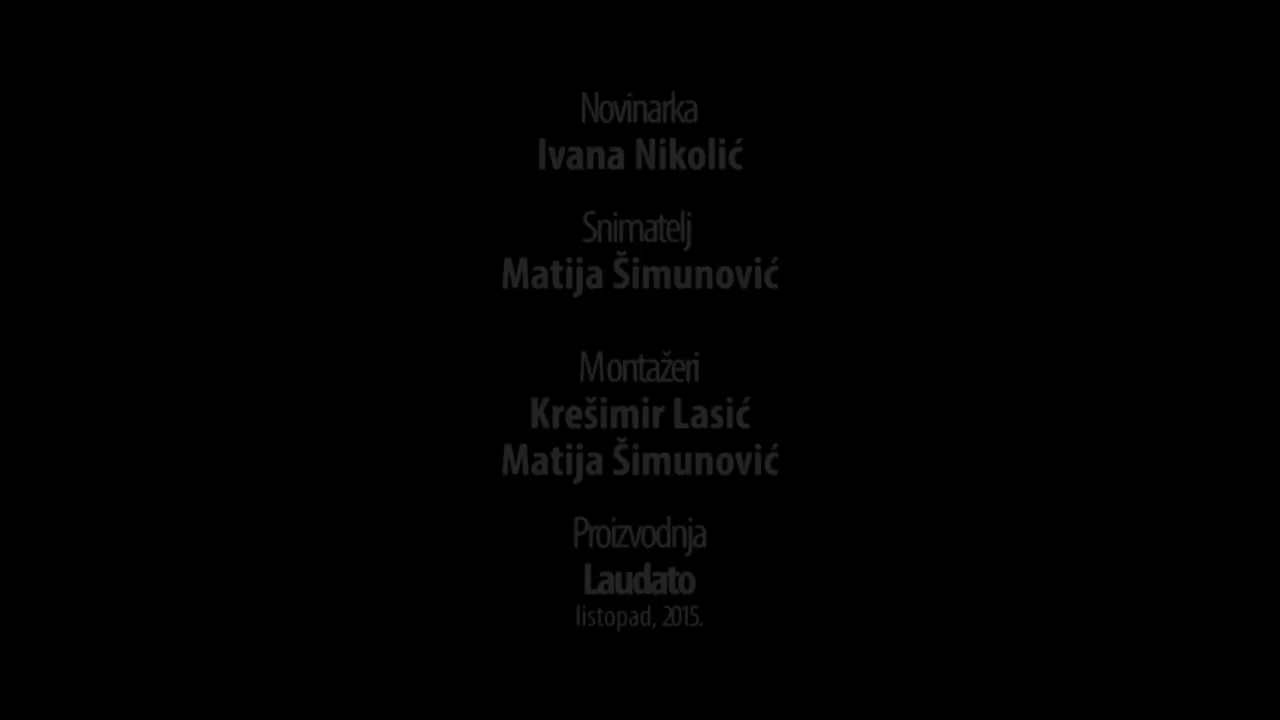 Novinarka
Ivana Nikolić
Snimatelj
Matija Šimunović
Montažeri
Krešimir Lasić
Matija Šimunović
Proizvodnja
Laudato
listopad, 2015.